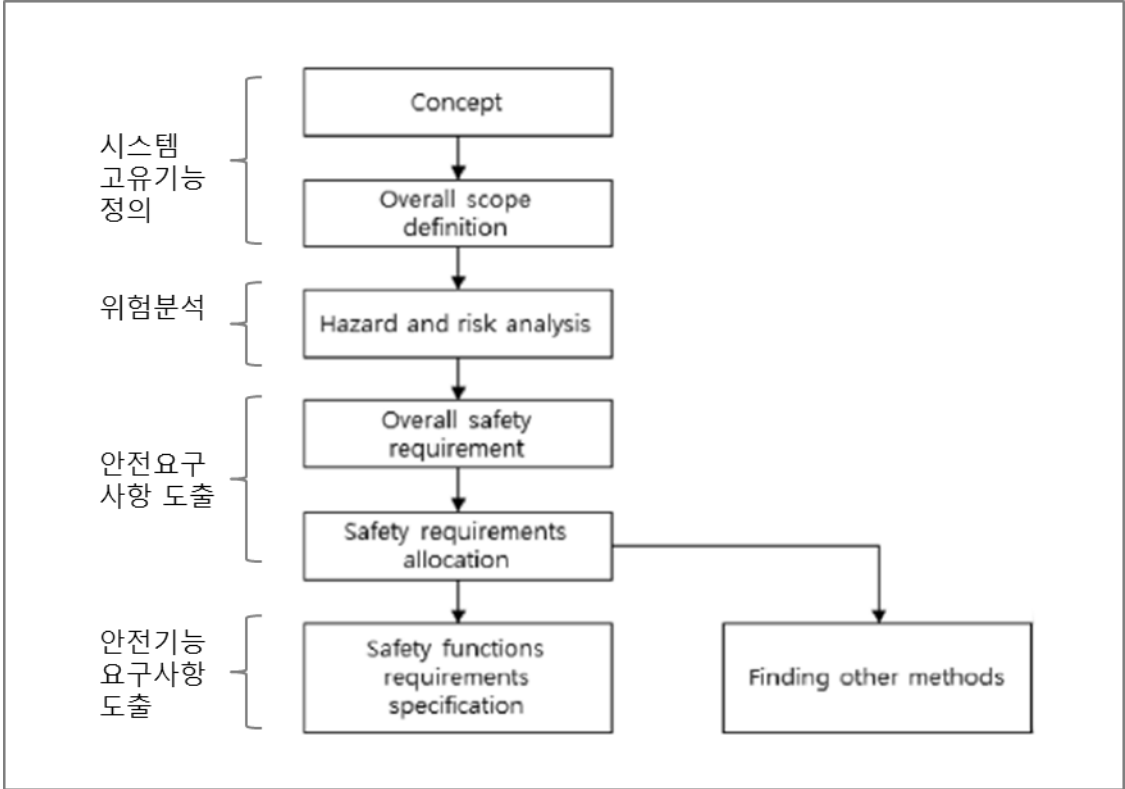 Concept
시스템
고유기능
정의
Overall scope
definition
위험분석
Hazard and risk analysis
Overall safety
requirement
안전요구
사항 도출
Safety requirements
allocation
안전기능
요구사항
도출
Safety functions
requirements
specification
Finding other methods